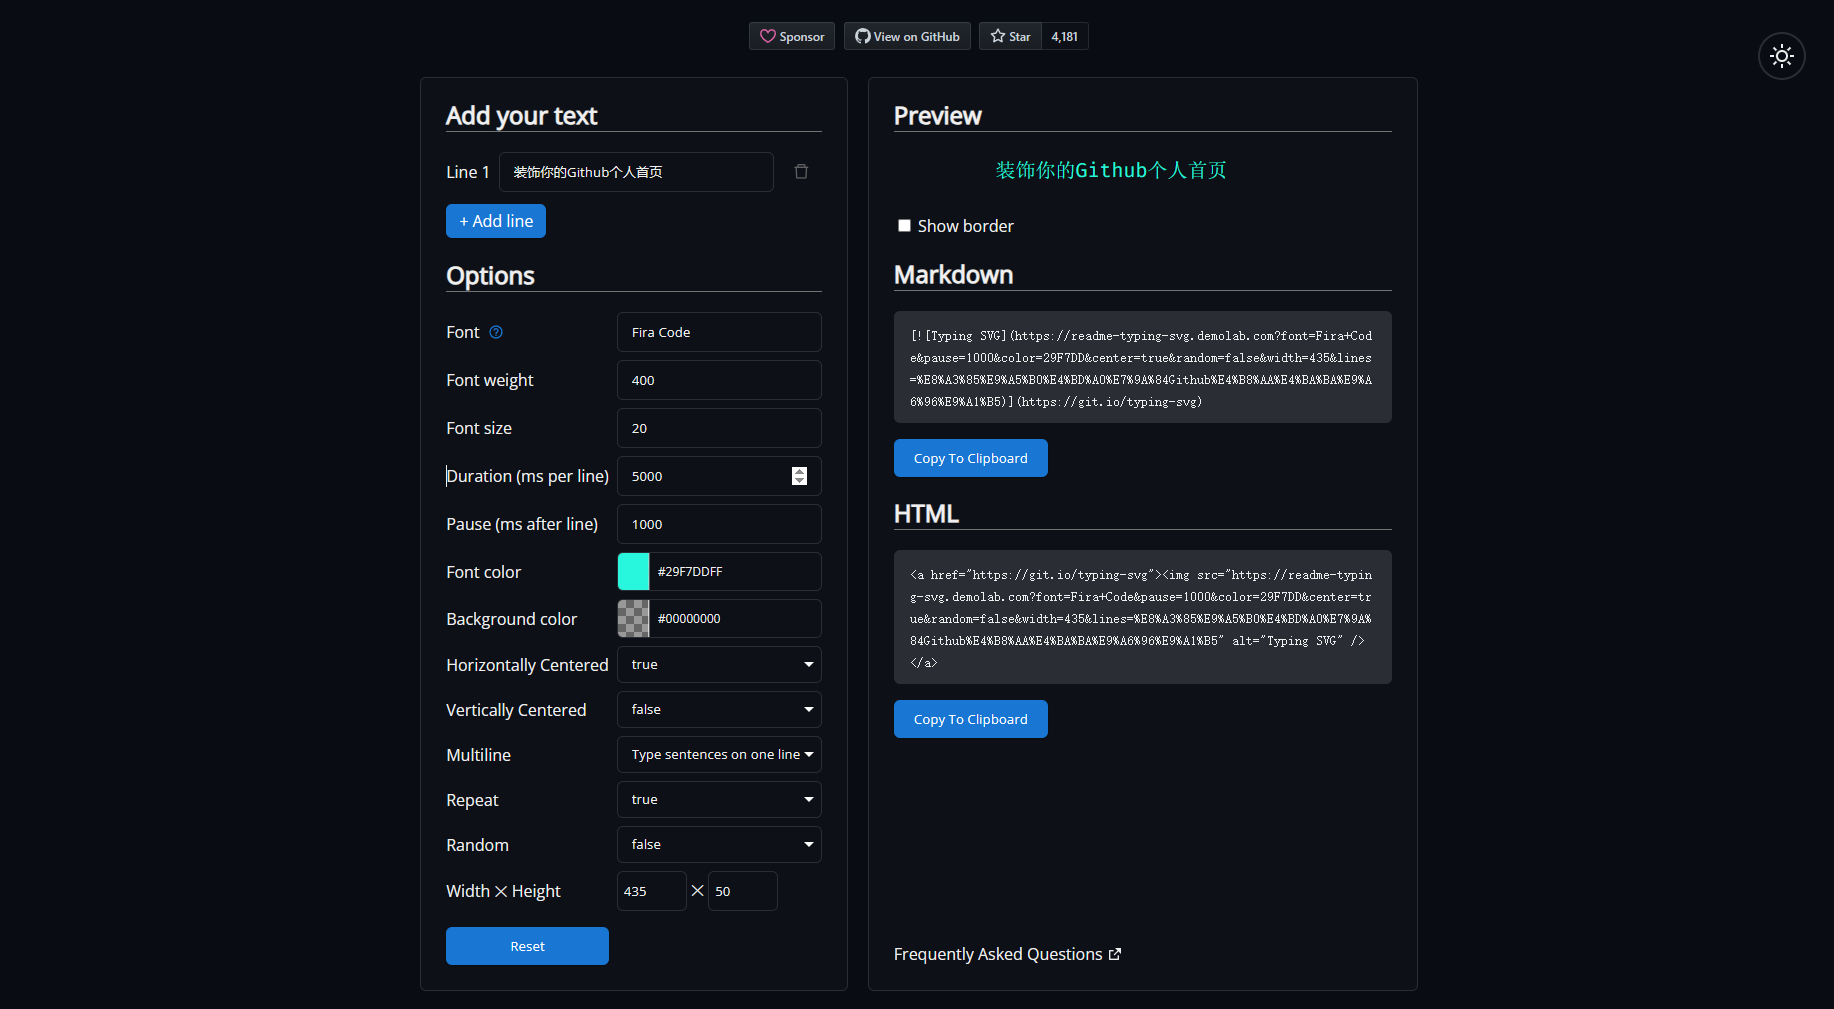 Sponsor
View on GitHub
Star 4,181
Add your text
Line 1 装饰你的Github个人首页
+ Add line
Options
Font Fira Code
Font weight 400
Font size 20
Duration (ms per line) 5000
Pause (ms after line) 1000
Font color #29F7DDFF
Background color #00000000
Horizontally Centered true
Vertically Centered false
Multiline Type sentences on one line
Repeat true
Random false
Width × Height 435 × 50
Reset
Preview
装饰你的Github个人首页
Show border
Markdown
[![Typing SVG](https://readme-typing-svg.demolab.com?font=Fira+Cod
e&pause=1000&color=29F7DD&center=true&random=false&width=435&lines
=%E8%A3%85%E9%A5%B0%E4%BD%A0%E7%9A%84Github%E4%B8%AA%E4%BA%BA%E9%A
6%96%E9%A1%B5)](https://git.io/typing-svg)
Copy To Clipboard
HTML
<a href="https://git.io/typing-svg"><img src="https://readme-typin
g-svg.demolab.com?font=Fira+Code&pause=1000&color=29F7DD&center=tr
ue&random=false&width=435&lines=%E8%A3%85%E9%A5%B0%E4%BD%A0%E7%9A%
84Github%E4%B8%AA%E4%BA%BA%E9%A6%96%E9%A1%B5" alt="Typing SVG" />
</a>
Copy To Clipboard
Frequently Asked Questions